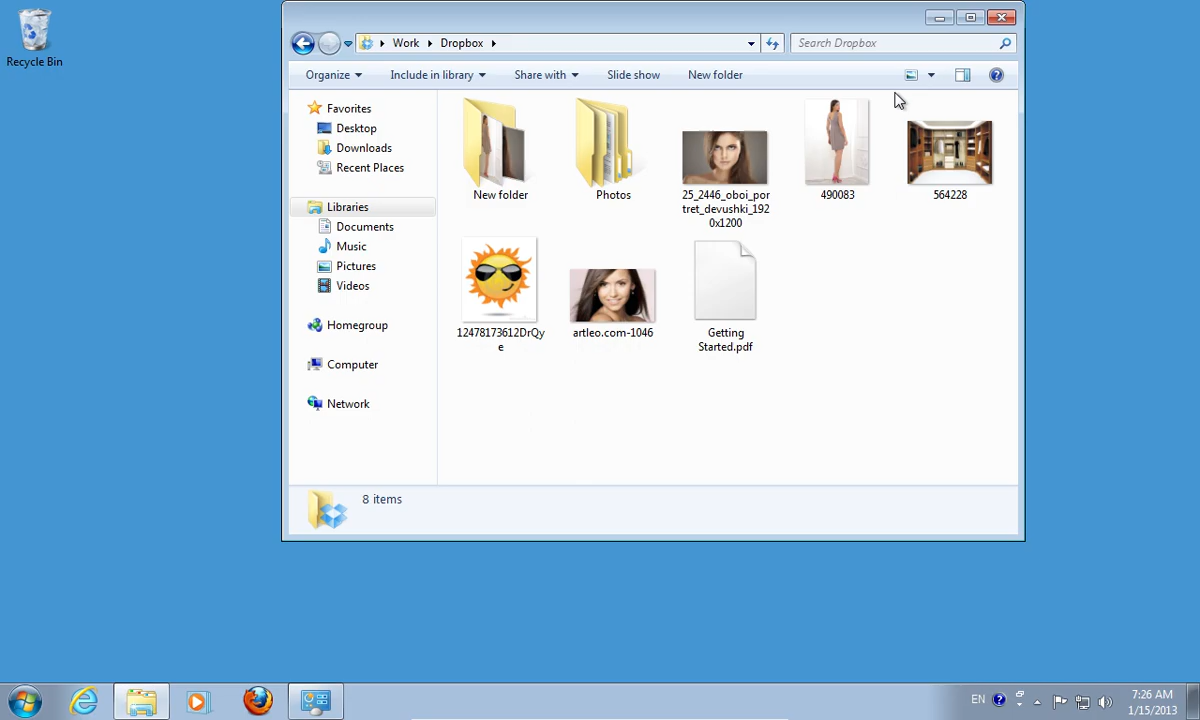 Recycle Bin
Work Dropbox
Search Dropbox
Organize
Include in library
Share with
Slide show
New folder
Favorites
Desktop
Downloads
Recent Places
Libraries
Documents
Music
Pictures
Videos
Homegroup
Computer
Network
New folder
Photos
25_2446_oboi_por
tret_devushki_192
0x1200
490083
564228
12478173612DrQy
e
artleo.com-1046
Getting
Started.pdf
8 items
EN
7:26 AM
1/15/2013